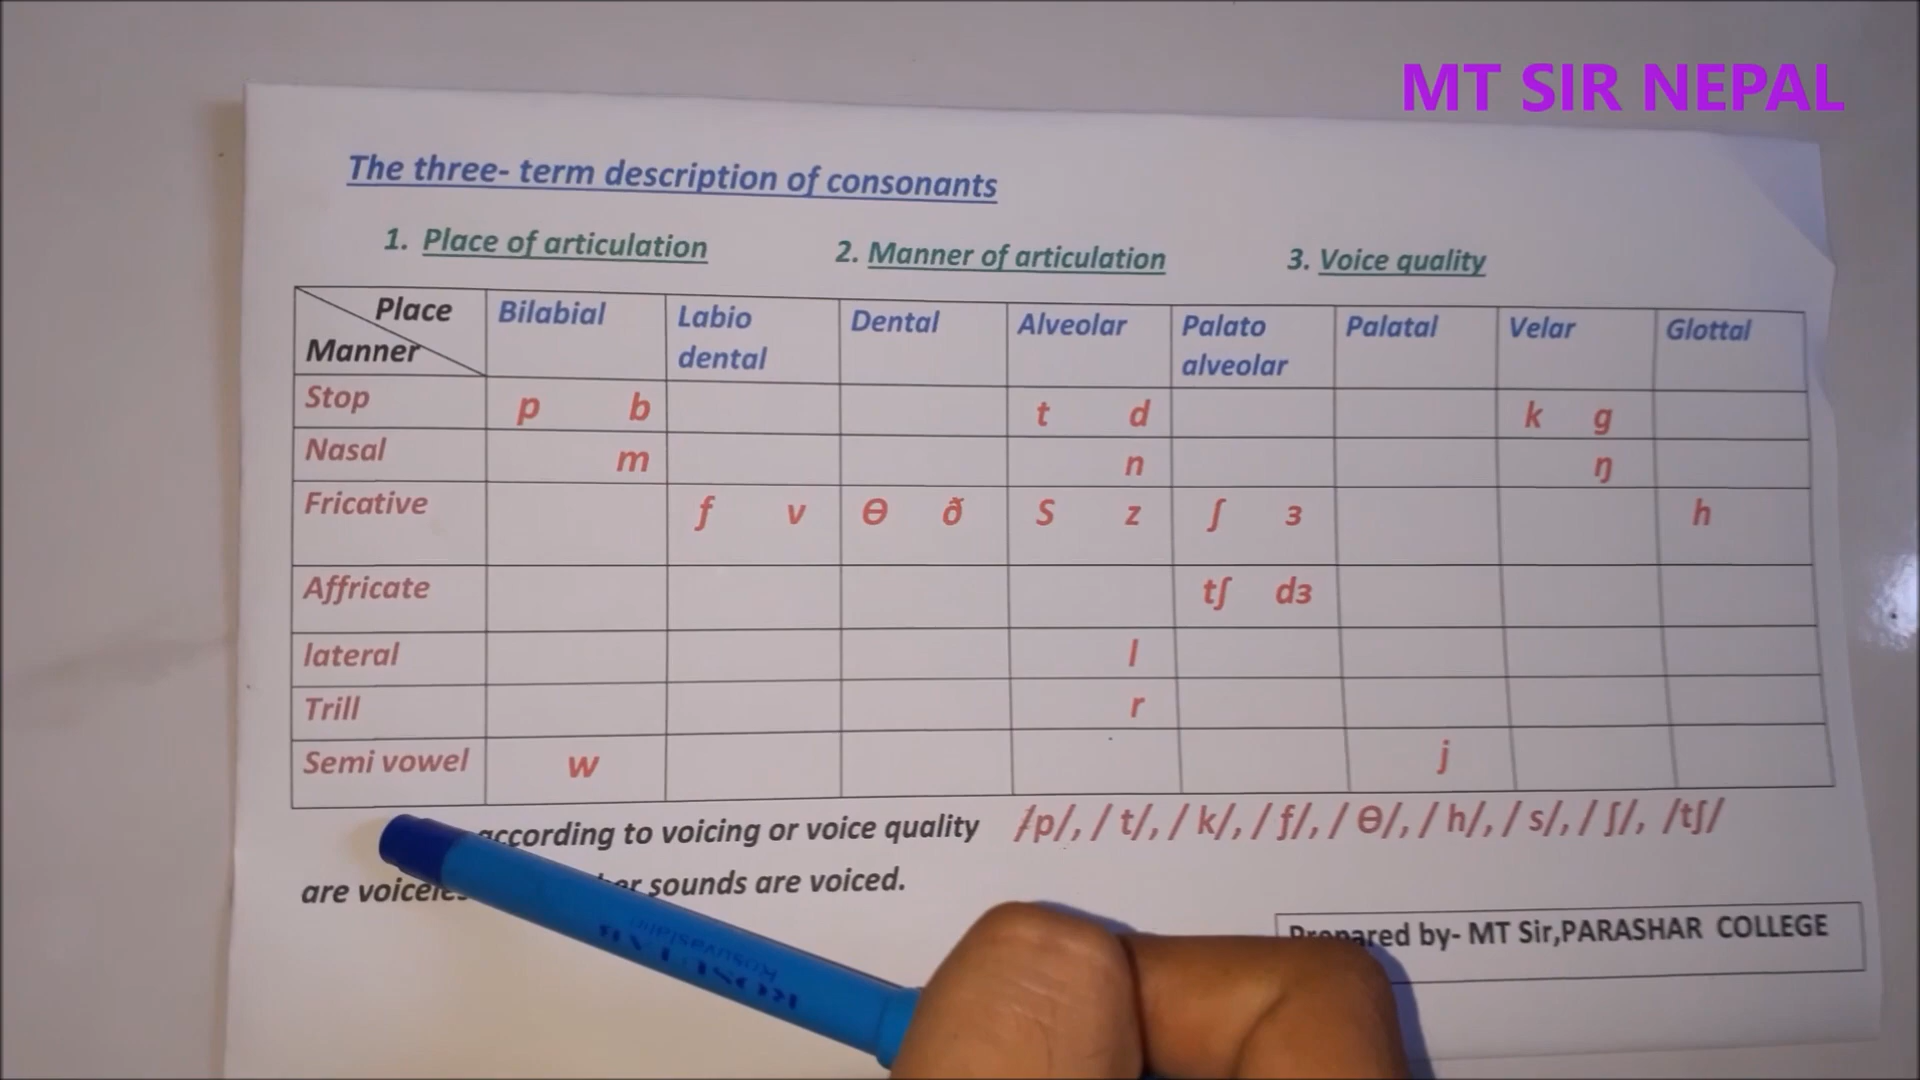 MT SIR NEPAL
The three- term description of consonants
1. Place of articulation 2. Manner of articulation 3. Voice quality
Place Manner Bilabial Labio dental Dental Alveolar Palato alveolar Palatal Velar Glottal
Stop p b t d k g
Nasal m n ŋ
Fricative f v Ɵ ð S z ʃ ɜ h
Affricate tʃ dɜ
lateral l
Trill r
Semi vowel w j
according to voicing or voice quality /p/, / t/, / k/, / f/, / Ɵ/, / h/, / s/, / ʃ/, /tʃ/
are sounds are voiced.
Prepared by- MT Sir,PARASHAR COLLEGE